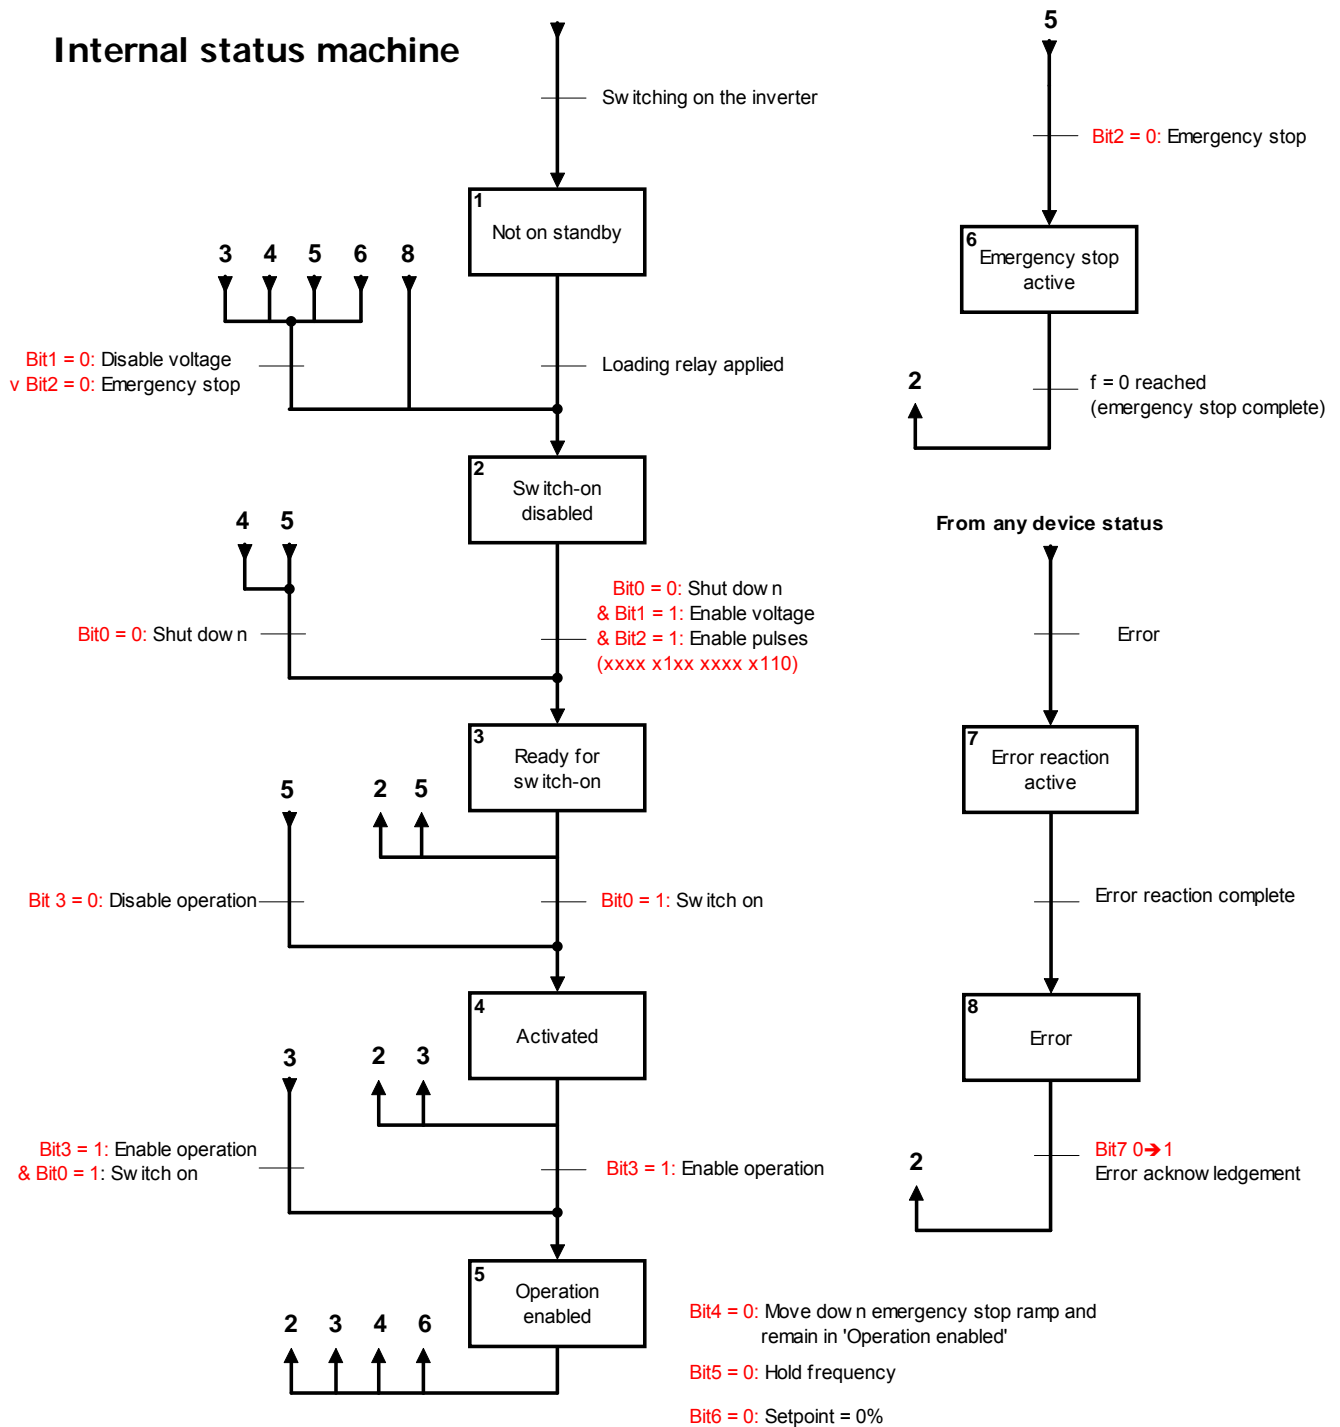 Internal status machine
Switching on the inverter
1
Not on standby
3 4 5 6 8
Bit1 = 0: Disable voltage
v Bit2 = 0: Emergency stop
Loading relay applied
2
Switch-on
disabled
4 5
Bit0 = 0: Shut down
Bit0 = 0: Shut down
& Bit1 = 1: Enable voltage
& Bit2 = 1: Enable pulses
(xxxx x1xx xxxx x110)
3
Ready for
switch-on
5
2 5
Bit 3 = 0: Disable operation
Bit0 = 1: Switch on
4
Activated
3
2 3
Bit3 = 1: Enable operation
& Bit0 = 1: Switch on
Bit3 = 1: Enable operation
5
Operation
enabled
2 3 4 6
Bit4 = 0: Move down emergency stop ramp and
remain in 'Operation enabled'
Bit5 = 0: Hold frequency
Bit6 = 0: Setpoint = 0%
5
Bit2 = 0: Emergency stop
6
Emergency stop
active
2
f = 0 reached
(emergency stop complete)
From any device status
Error
7
Error reaction
active
Error reaction complete
8
Error
2
Bit7 0➔1
Error acknowledgement